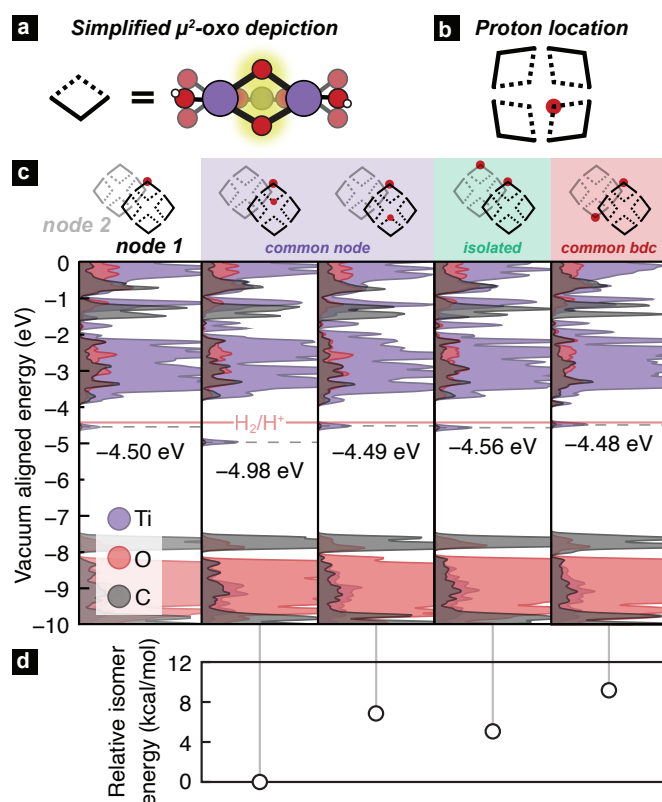 a Simplified μ²-oxo depiction
b Proton location
=
c
node 2
node 1
common node
isolated
common bdc
Vacuum aligned energy (eV)
0
−1
−2
−3
−4
−5
−6
−7
−8
−9
−10
H₂/H⁺
−4.50 eV
−4.98 eV
−4.49 eV
−4.56 eV
−4.48 eV
Ti
O
C
d
Relative isomer
energy (kcal/mol)
12
8
4
0